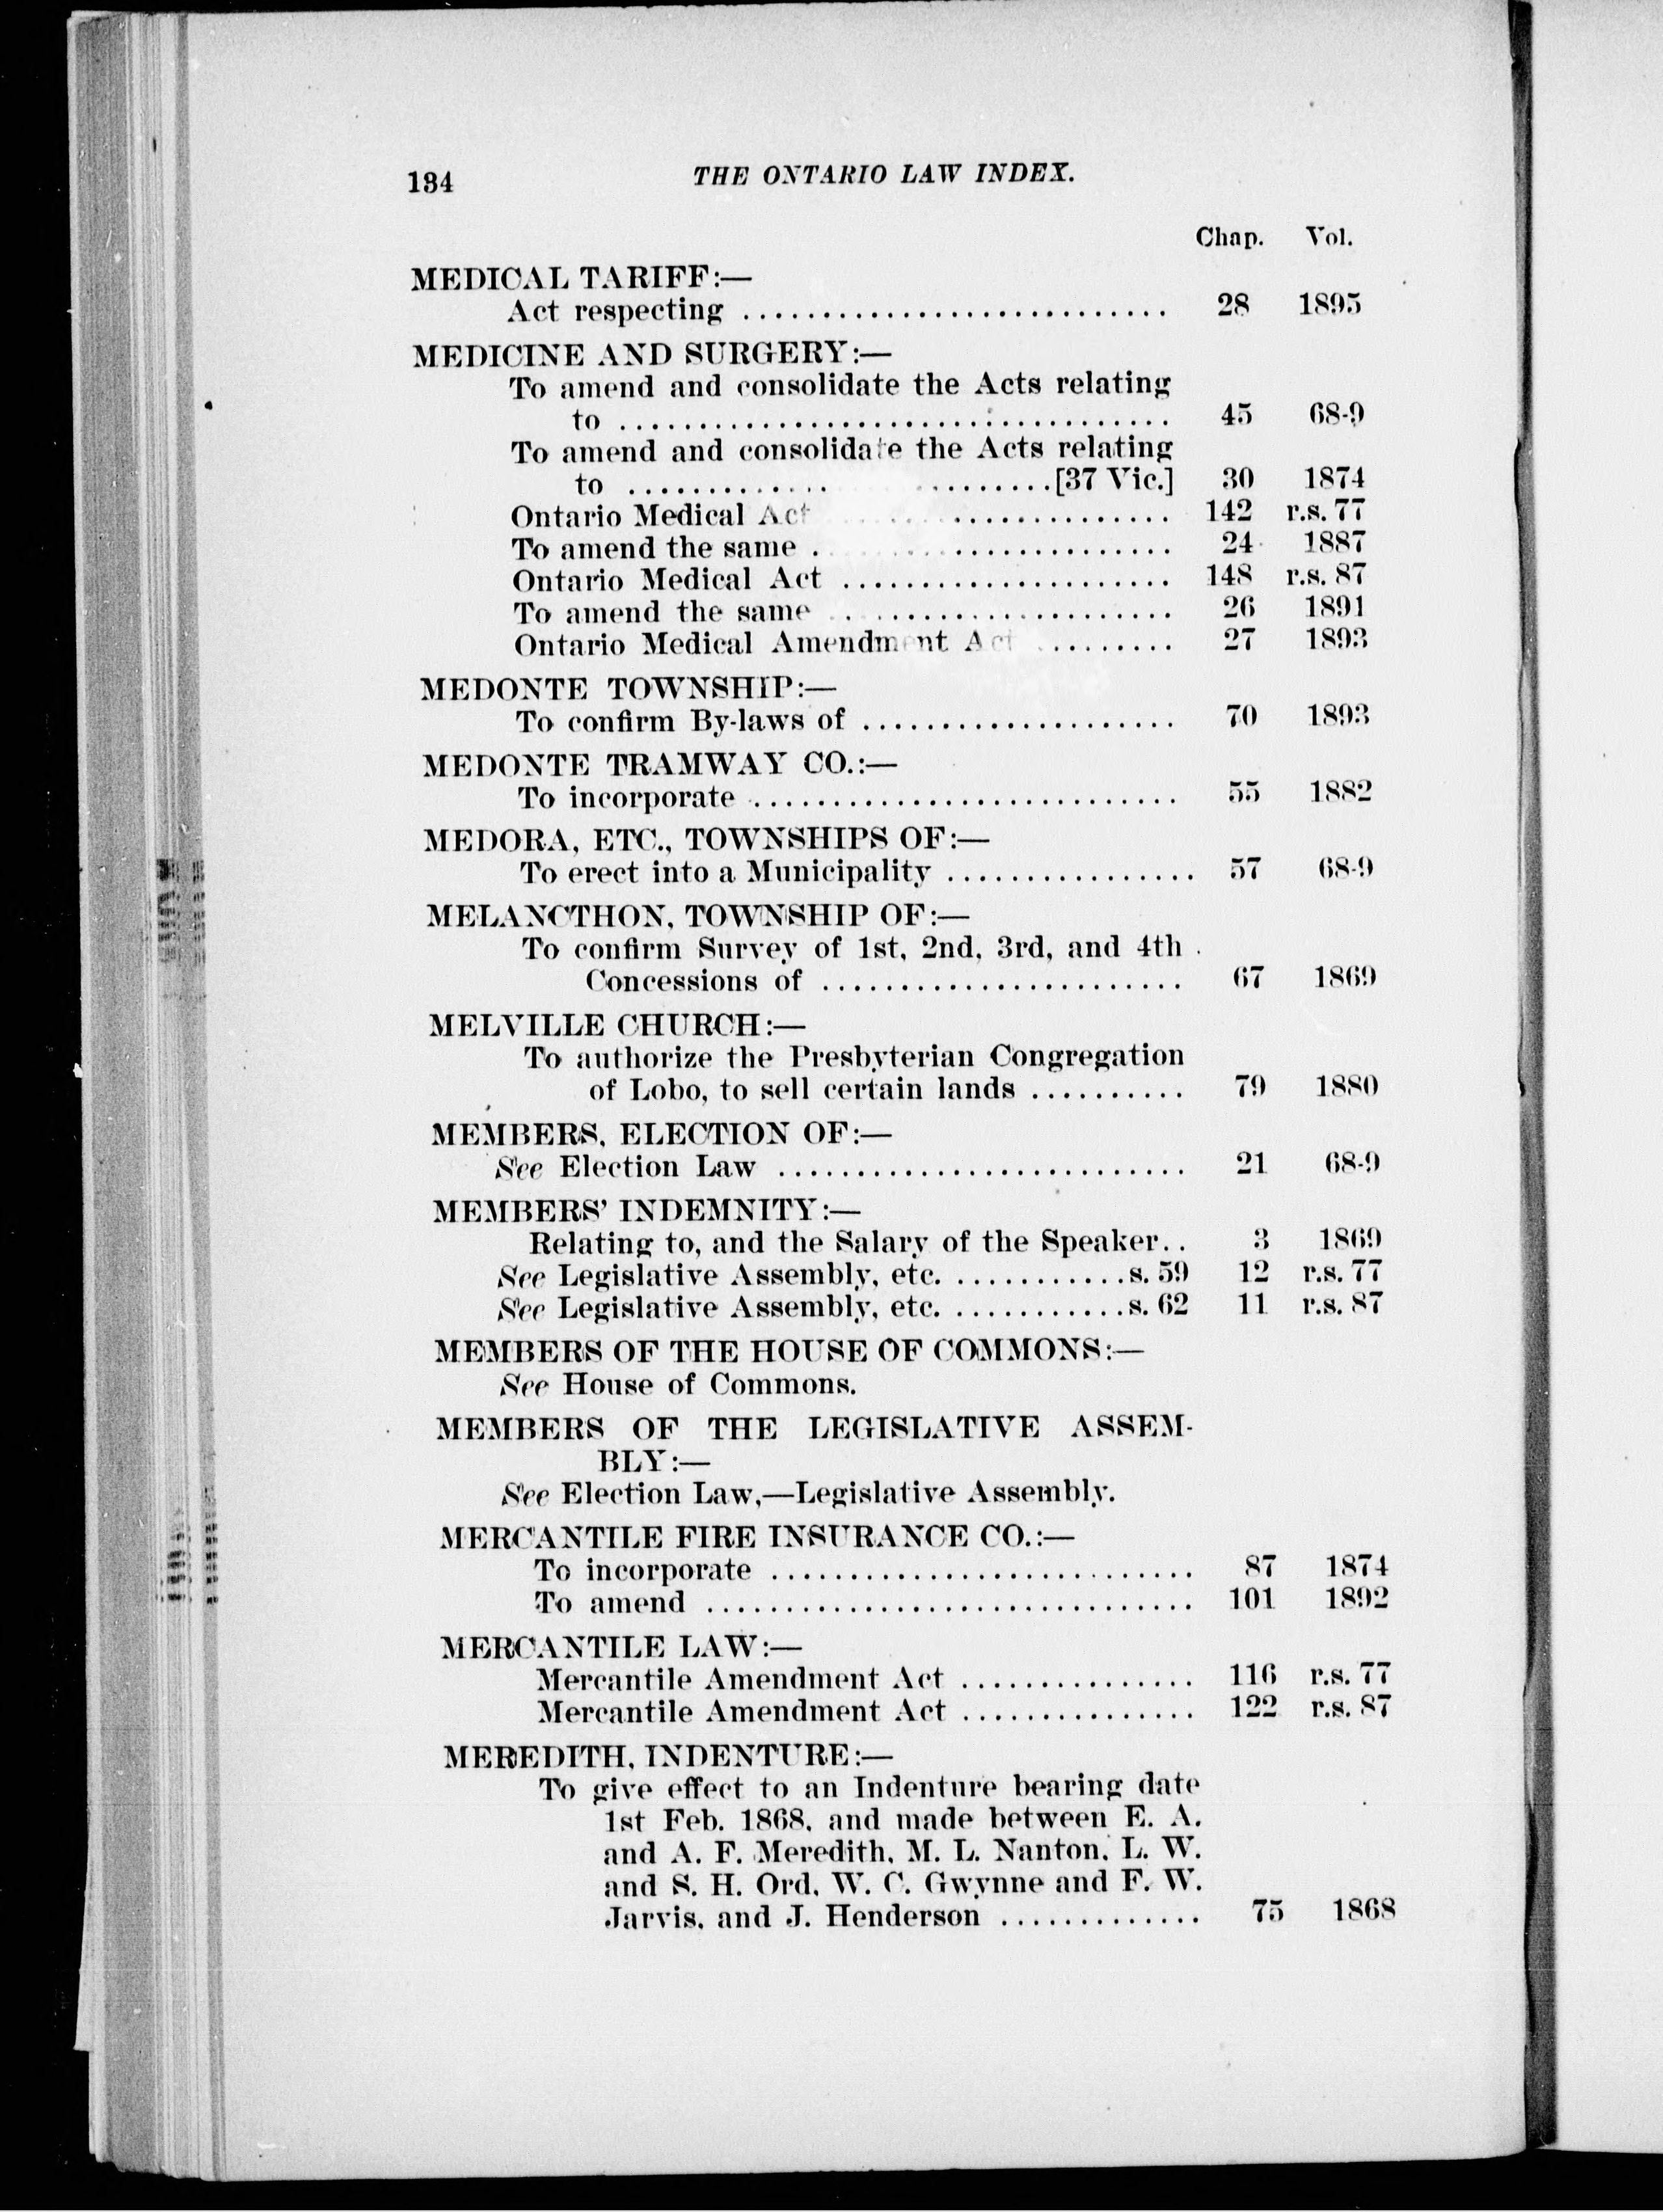 134 THE ONTARIO LAW INDEX.
Chap. Vol.
MEDICAL TARIFF:—
Act respecting ........................... 28 1895
MEDICINE AND SURGERY:—
To amend and consolidate the Acts relating
to ................................... 45 68-9
To amend and consolidate the Acts relating
to ...........................[37 Vic.] 30 1874
Ontario Medical Act ..................... 142 r.s. 77
To amend the same ....................... 24 1887
Ontario Medical Act ..................... 148 r.s. 87
To amend the same ...................... 26 1891
Ontario Medical Amendment Act ......... 27 1893
MEDONTE TOWNSHIP:—
To confirm By-laws of .................... 70 1893
MEDONTE TRAMWAY CO.:—
To incorporate ........................... 55 1882
MEDORA, ETC., TOWNSHIPS OF:—
To erect into a Municipality ................ 57 68-9
MELANCTHON, TOWNSHIP OF:—
To confirm Survey of 1st, 2nd, 3rd, and 4th
Concessions of ....................... 67 1869
MELVILLE CHURCH:—
To authorize the Presbyterian Congregation
of Lobo, to sell certain lands .......... 79 1880
MEMBERS, ELECTION OF:—
See Election Law .......................... 21 68-9
MEMBERS' INDEMNITY:—
Relating to, and the Salary of the Speaker.. 3 1869
See Legislative Assembly, etc. ...........s. 59 12 r.s. 77
See Legislative Assembly, etc. ...........s. 62 11 r.s. 87
MEMBERS OF THE HOUSE OF COMMONS:—
See House of Commons.
MEMBERS OF THE LEGISLATIVE ASSEM-
BLY:—
See Election Law,—Legislative Assembly.
MERCANTILE FIRE INSURANCE CO.:—
To incorporate ........................... 87 1874
To amend ............................... 101 1892
MERCANTILE LAW:—
Mercantile Amendment Act ............... 116 r.s. 77
Mercantile Amendment Act ............... 122 r.s. 87
MEREDITH, INDENTURE:—
To give effect to an Indenture bearing date
1st Feb. 1868, and made between E. A.
and A. F. Meredith, M. L. Nanton, L. W.
and S. H. Ord, W. C. Gwynne and F. W.
Jarvis, and J. Henderson ............. 75 1868